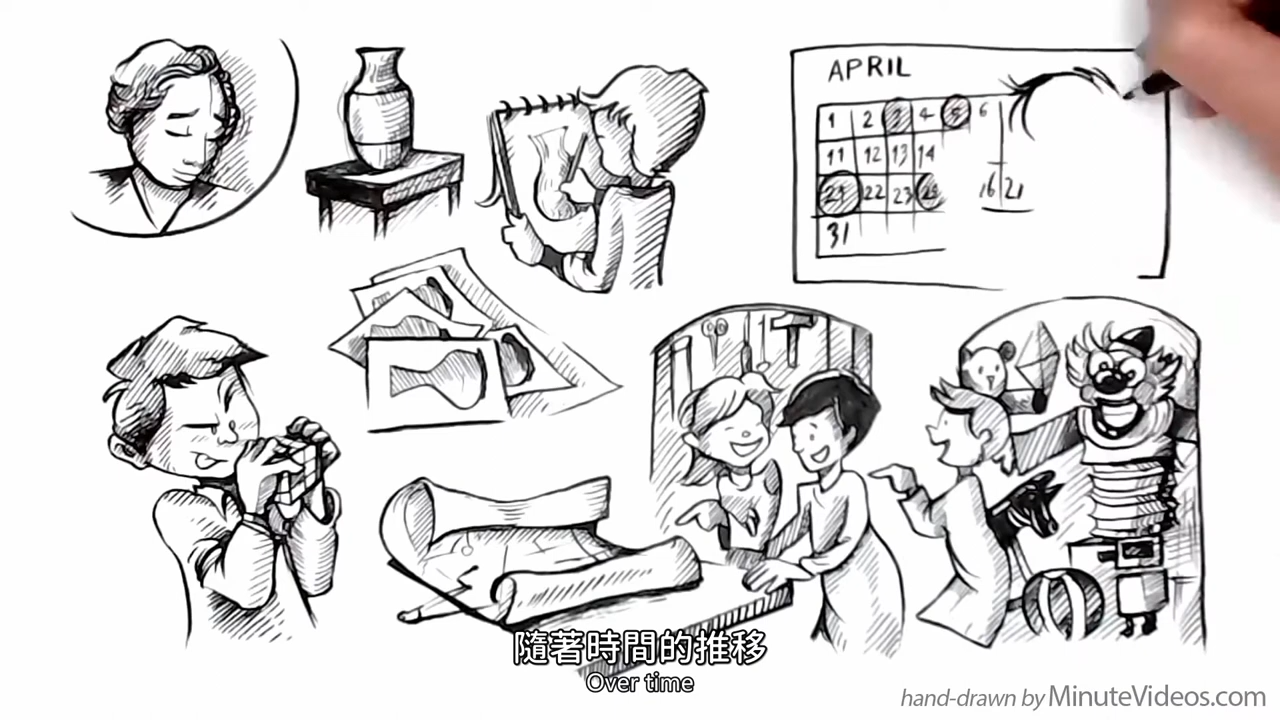 APRIL
1 2 3 4 5 6
11 12 13 14
21 22 23 16 21
31
隨著時間的推移
Over time
hand-drawn by MinuteVideos.com